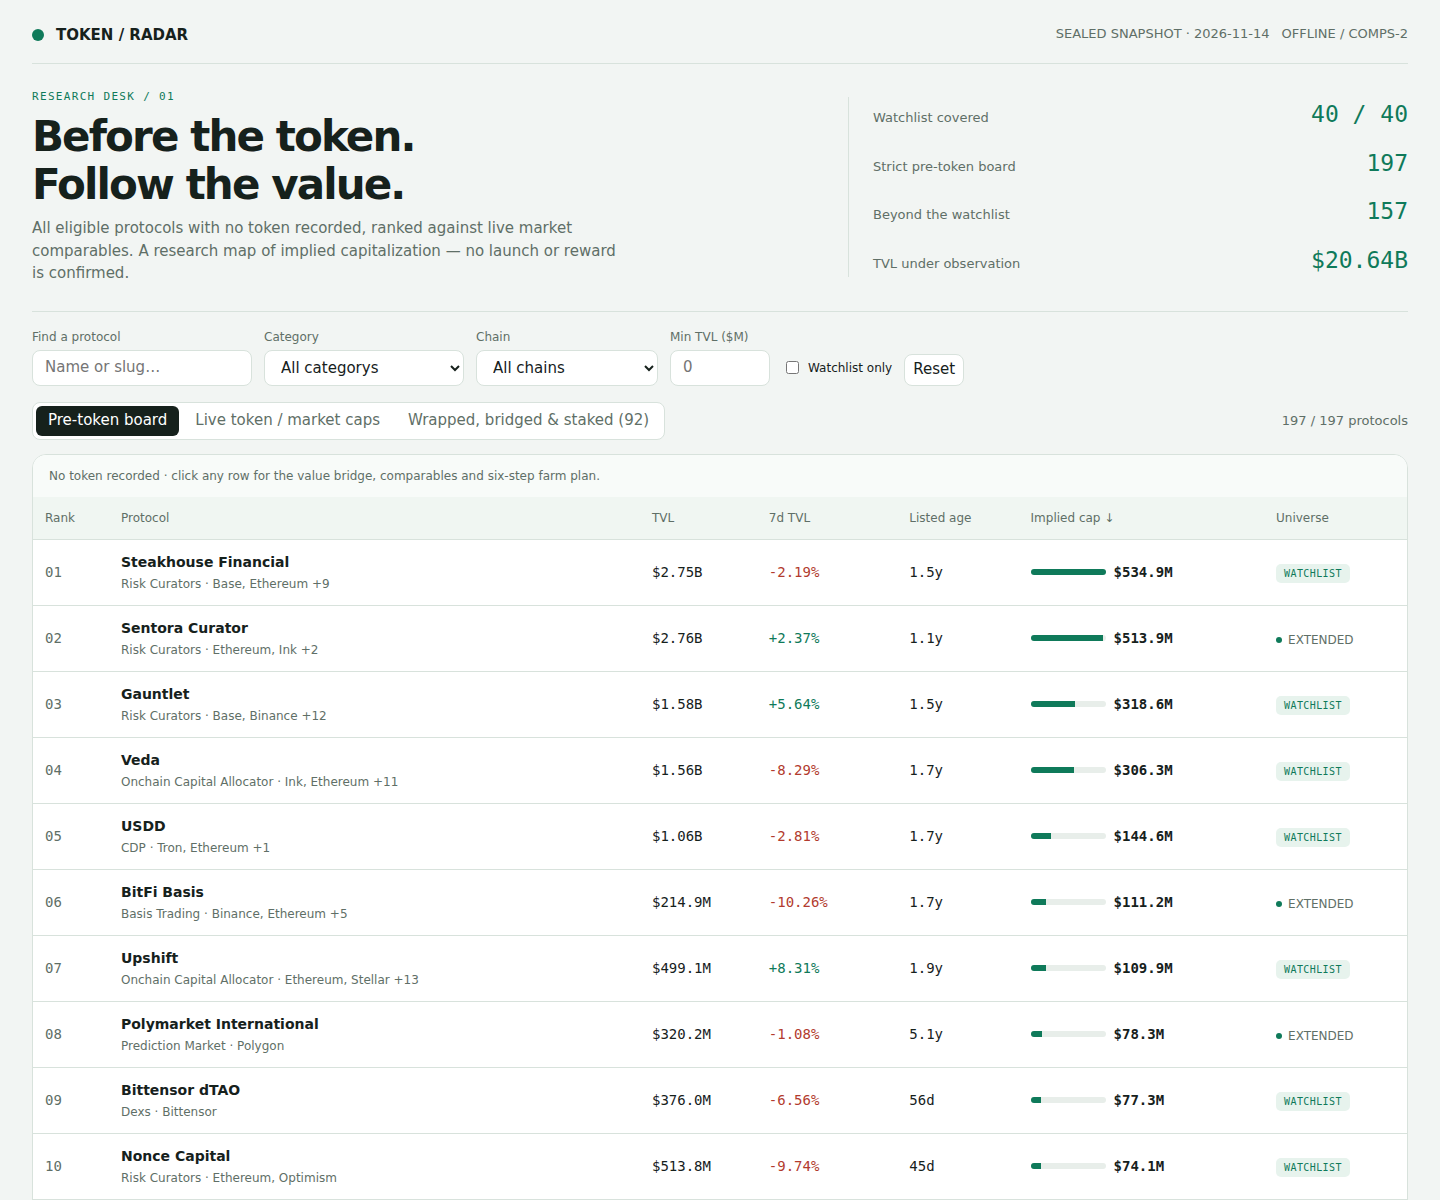 TOKEN / RADAR
SEALED SNAPSHOT · 2026-11-14 OFFLINE / COMPS-2
RESEARCH DESK / 01
Before the token.
Follow the value.
All eligible protocols with no token recorded, ranked against live market
comparables. A research map of implied capitalization — no launch or reward
is confirmed.
Watchlist covered 40 / 40
Strict pre-token board 197
Beyond the watchlist 157
TVL under observation $20.64B
Find a protocol Category Chain Min TVL ($M)
Name or slug... All categorys All chains 0 Watchlist only Reset
Pre-token board Live token / market caps Wrapped, bridged & staked (92) 197 / 197 protocols
No token recorded · click any row for the value bridge, comparables and six-step farm plan.
Rank Protocol TVL 7d TVL Listed age Implied cap ↓ Universe
01 Steakhouse Financial $2.75B -2.19% 1.5y $534.9M WATCHLIST
Risk Curators · Base, Ethereum +9
02 Sentora Curator $2.76B +2.37% 1.1y $513.9M EXTENDED
Risk Curators · Ethereum, Ink +2
03 Gauntlet $1.58B +5.64% 1.5y $318.6M WATCHLIST
Risk Curators · Base, Binance +12
04 Veda $1.56B -8.29% 1.7y $306.3M WATCHLIST
Onchain Capital Allocator · Ink, Ethereum +11
05 USDD $1.06B -2.81% 1.7y $144.6M WATCHLIST
CDP · Tron, Ethereum +1
06 BitFi Basis $214.9M -10.26% 1.7y $111.2M EXTENDED
Basis Trading · Binance, Ethereum +5
07 Upshift $499.1M +8.31% 1.9y $109.9M WATCHLIST
Onchain Capital Allocator · Ethereum, Stellar +13
08 Polymarket International $320.2M -1.08% 5.1y $78.3M EXTENDED
Prediction Market · Polygon
09 Bittensor dTAO $376.0M -6.56% 56d $77.3M WATCHLIST
Dexs · Bittensor
10 Nonce Capital $513.8M -9.74% 45d $74.1M WATCHLIST
Risk Curators · Ethereum, Optimism